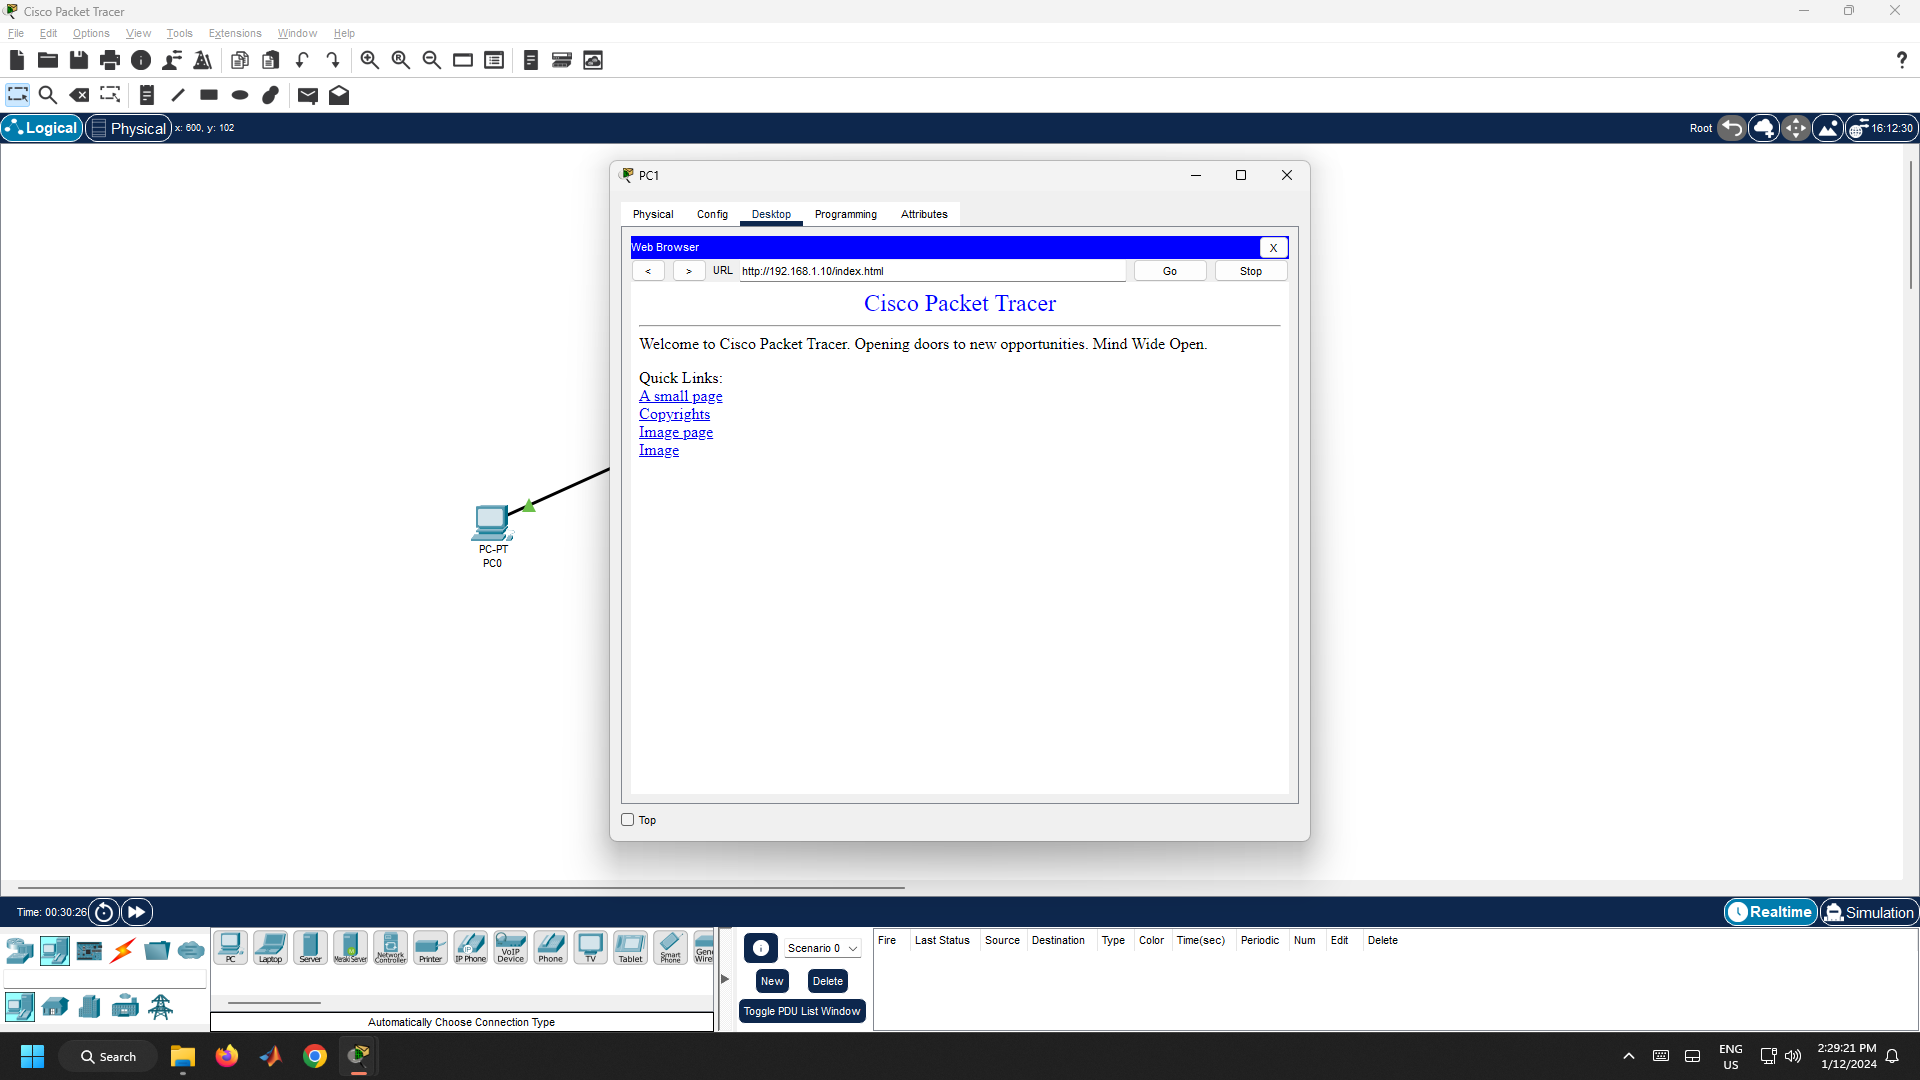 Cisco Packet Tracer
File Edit Options View Tools Extensions Window Help
Logical Physical x: 600, y: 102 Root 16:12:30
PC1
Physical Config Desktop Programming Attributes
Web Browser X
< > URL http://192.168.1.10/index.html Go Stop
Cisco Packet Tracer
Welcome to Cisco Packet Tracer. Opening doors to new opportunities. Mind Wide Open.
Quick Links:
A small page
Copyrights
Image page
Image
PC-PT
PC0
Top
Time: 00:30:26 Realtime Simulation
PC Laptop Server Meraki Server Network Controller Printer IP Phone VoIP Device Phone TV Tablet Smart Phone
Scenario 0
New Delete
Toggle PDU List Window
Fire Last Status Source Destination Type Color Time(sec) Periodic Num Edit Delete
Automatically Choose Connection Type
Search
ENG
US
2:29:21 PM
1/12/2024